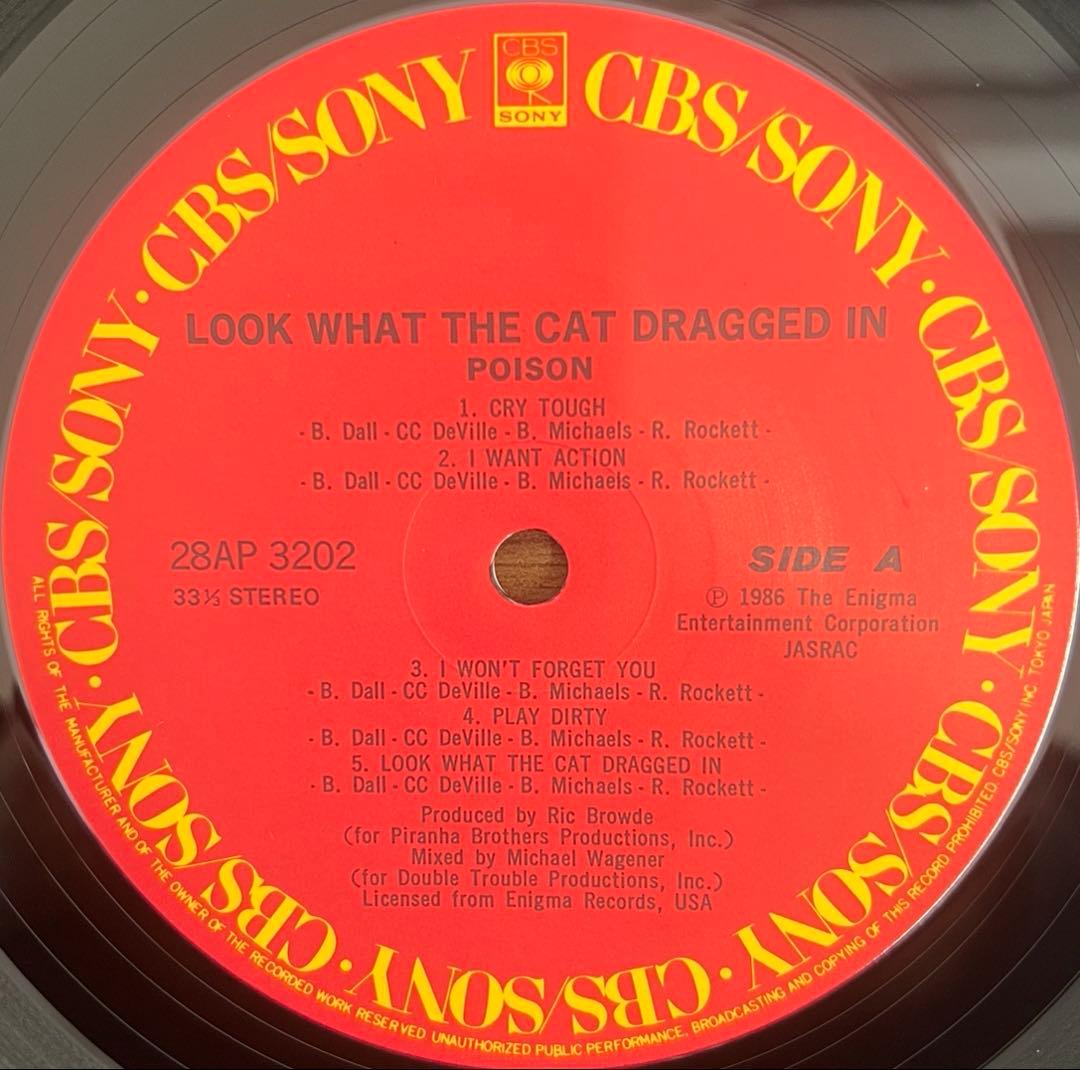 CBS
SONY
CBS/SONY · CBS/SONY · CBS/SONY · CBS/SONY · CBS/SONY · CBS/SONY · CBS/SONY · CBS/SONY · CBS/SONY
LOOK WHAT THE CAT DRAGGED IN
POISON
1. CRY TOUGH
- B. Dall - CC DeVille - B. Michaels - R. Rockett -
2. I WANT ACTION
- B. Dall - CC DeVille - B. Michaels - R. Rockett -
28AP 3202
33⅓ STEREO
SIDE A
Ⓟ 1986 The Enigma
Entertainment Corporation
JASRAC
3. I WON'T FORGET YOU
- B. Dall - CC DeVille - B. Michaels - R. Rockett -
4. PLAY DIRTY
- B. Dall - CC DeVille - B. Michaels - R. Rockett -
5. LOOK WHAT THE CAT DRAGGED IN
- B. Dall - CC DeVille - B. Michaels - R. Rockett -
Produced by Ric Browde
(for Piranha Brothers Productions, Inc.)
Mixed by Michael Wagener
(for Double Trouble Productions, Inc.)
Licensed from Enigma Records, USA
ALL RIGHTS OF THE MANUFACTURER AND OF THE OWNER OF THE RECORDED WORK RESERVED UNAUTHORIZED PUBLIC PERFORMANCE. BROADCASTING AND COPYING OF THIS RECORD PROHIBITED. CBS/SONY INC. TOKYO JAPAN